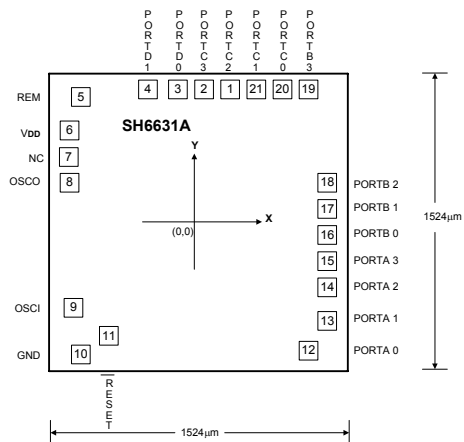 PORTD1 PORTD0 PORTC3 PORTC2 PORTC1 PORTC0 PORTB3
4 3 2 1 21 20 19
REM 5
SH6631A
VDD 6
Y
NC 7
OSCO 8
18 PORTB 2
17 PORTB 1
X
1524μm
(0,0)
16 PORTB 0
15 PORTA 3
14 PORTA 2
OSCI 9
13 PORTA 1
11
GND 10
12 PORTA 0
RESET
1524μm